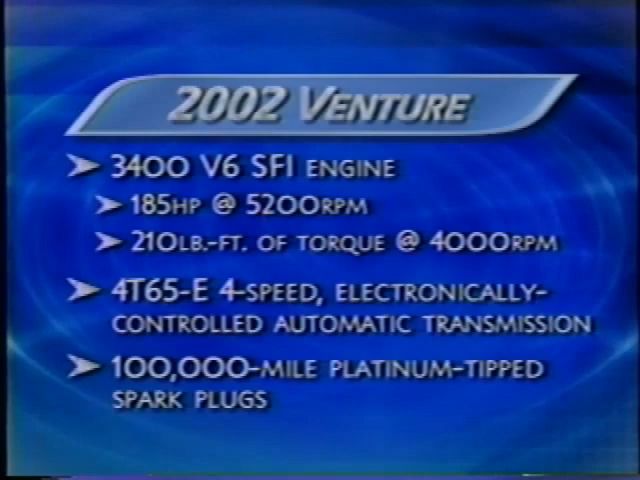 2002 VENTURE
3400 V6 SFI ENGINE
185HP @ 5200RPM
210LB.-FT. OF TORQUE @ 4000RPM
4T65-E 4-SPEED, ELECTRONICALLY-
CONTROLLED AUTOMATIC TRANSMISSION
100,000-MILE PLATINUM-TIPPED
SPARK PLUGS